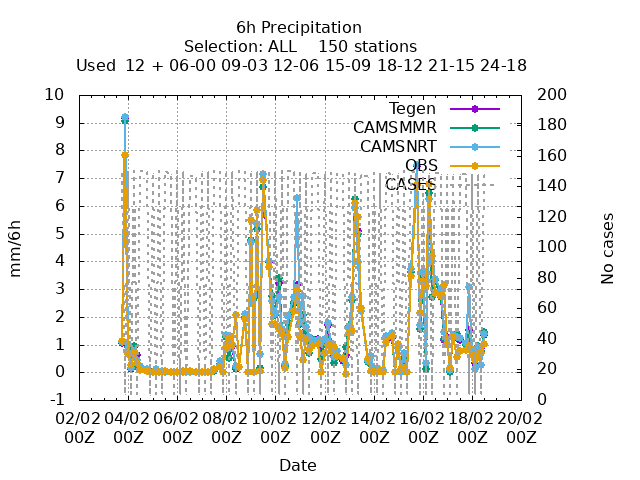 6h Precipitation
Selection: ALL    150 stations
Used  12 + 06-00 09-03 12-06 15-09 18-12 21-15 24-18
10
9
8
7
6
5
4
3
2
1
0
-1
mm/6h
Tegen
CAMSMMR
CAMSNRT
OBS
CASES
200
180
160
140
120
100
80
60
40
20
0
No cases
02/02 04/02 06/02 08/02 10/02 12/02 14/02 16/02 18/02 20/02
00Z 00Z 00Z 00Z 00Z 00Z 00Z 00Z 00Z 00Z
Date